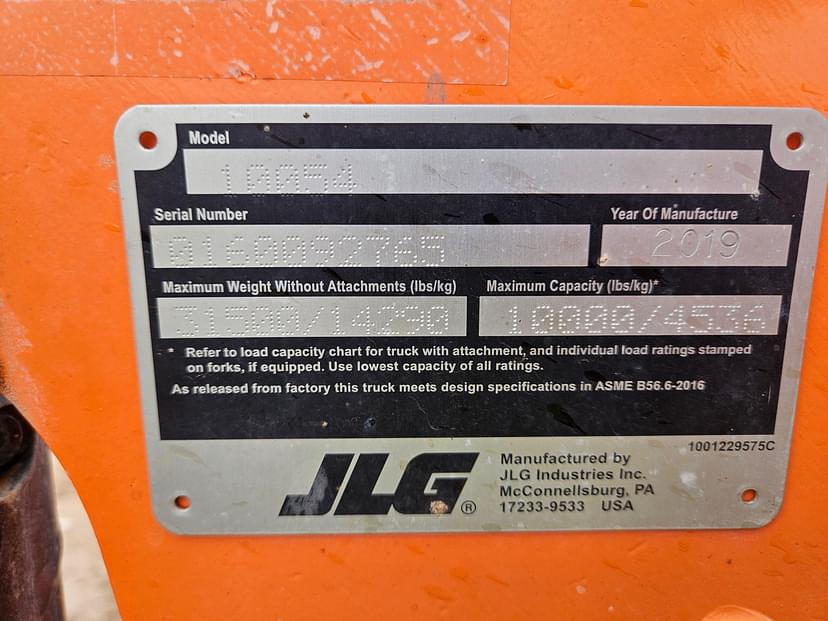 Model
10054
Serial Number
Year Of Manufacture
0160092765
2019
Maximum Weight Without Attachments (lbs/kg)
Maximum Capacity (lbs/kg)*
31500/14290
10000/4536
* Refer to load capacity chart for truck with attachment, and individual load ratings stamped
on forks, if equipped. Use lowest capacity of all ratings.
As released from factory this truck meets design specifications in ASME B56.6-2016
1001229575C
JLG®
Manufactured by
JLG Industries Inc.
McConnellsburg, PA
17233-9533 USA